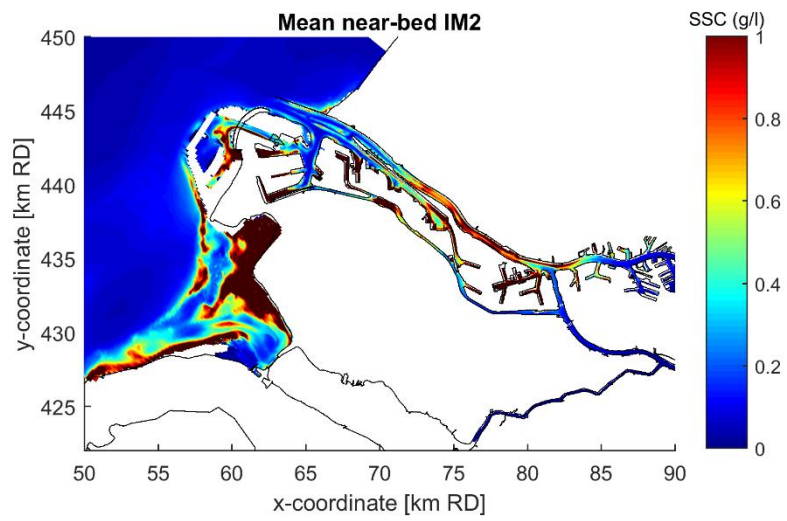 Mean near-bed IM2
SSC (g/l)
450
445
440
435
430
425
y-coordinate [km RD]
50 55 60 65 70 75 80 85 90
x-coordinate [km RD]
1
0.8
0.6
0.4
0.2
0